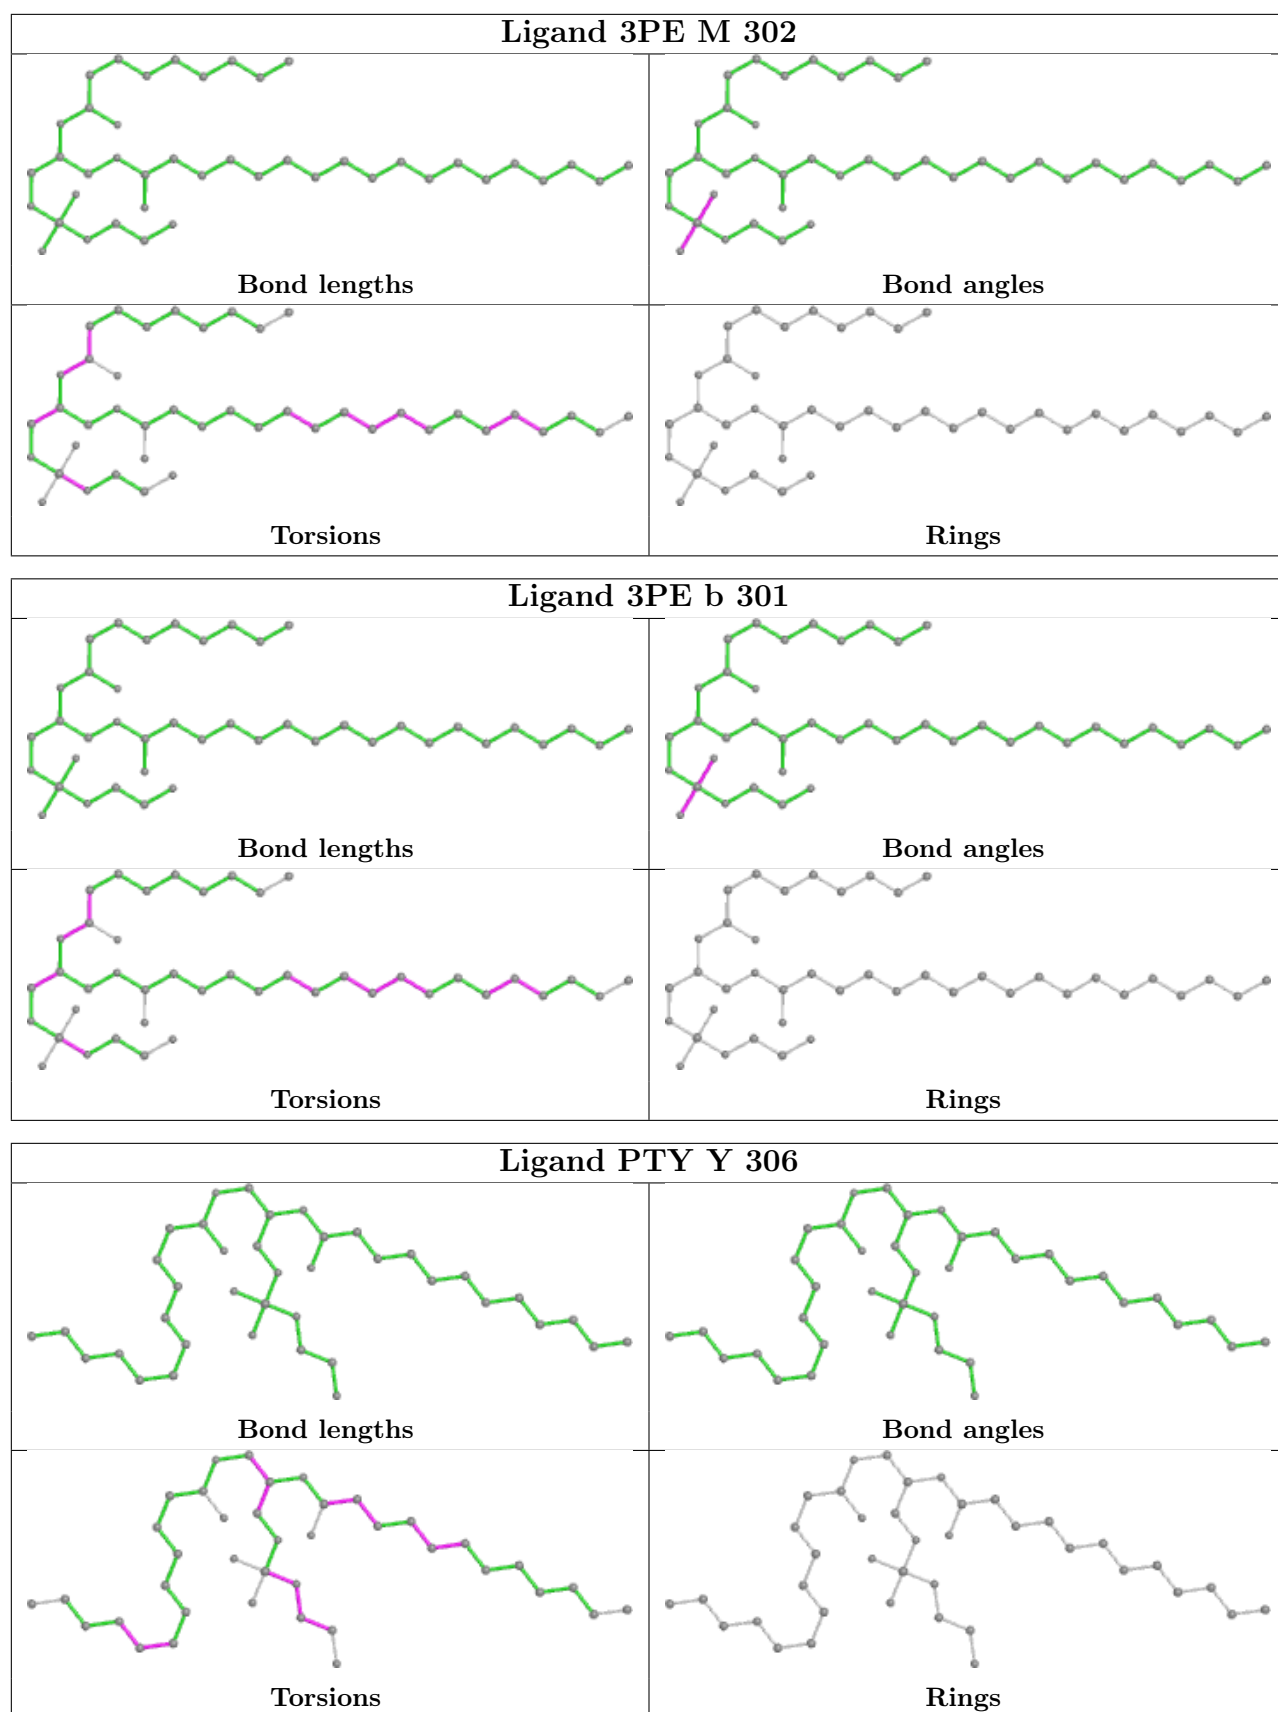 Ligand 3PE M 302
Bond lengths
Bond angles
Torsions
Rings
Ligand 3PE b 301
Bond lengths
Bond angles
Torsions
Rings
Ligand PTY Y 306
Bond lengths
Bond angles
Torsions
Rings